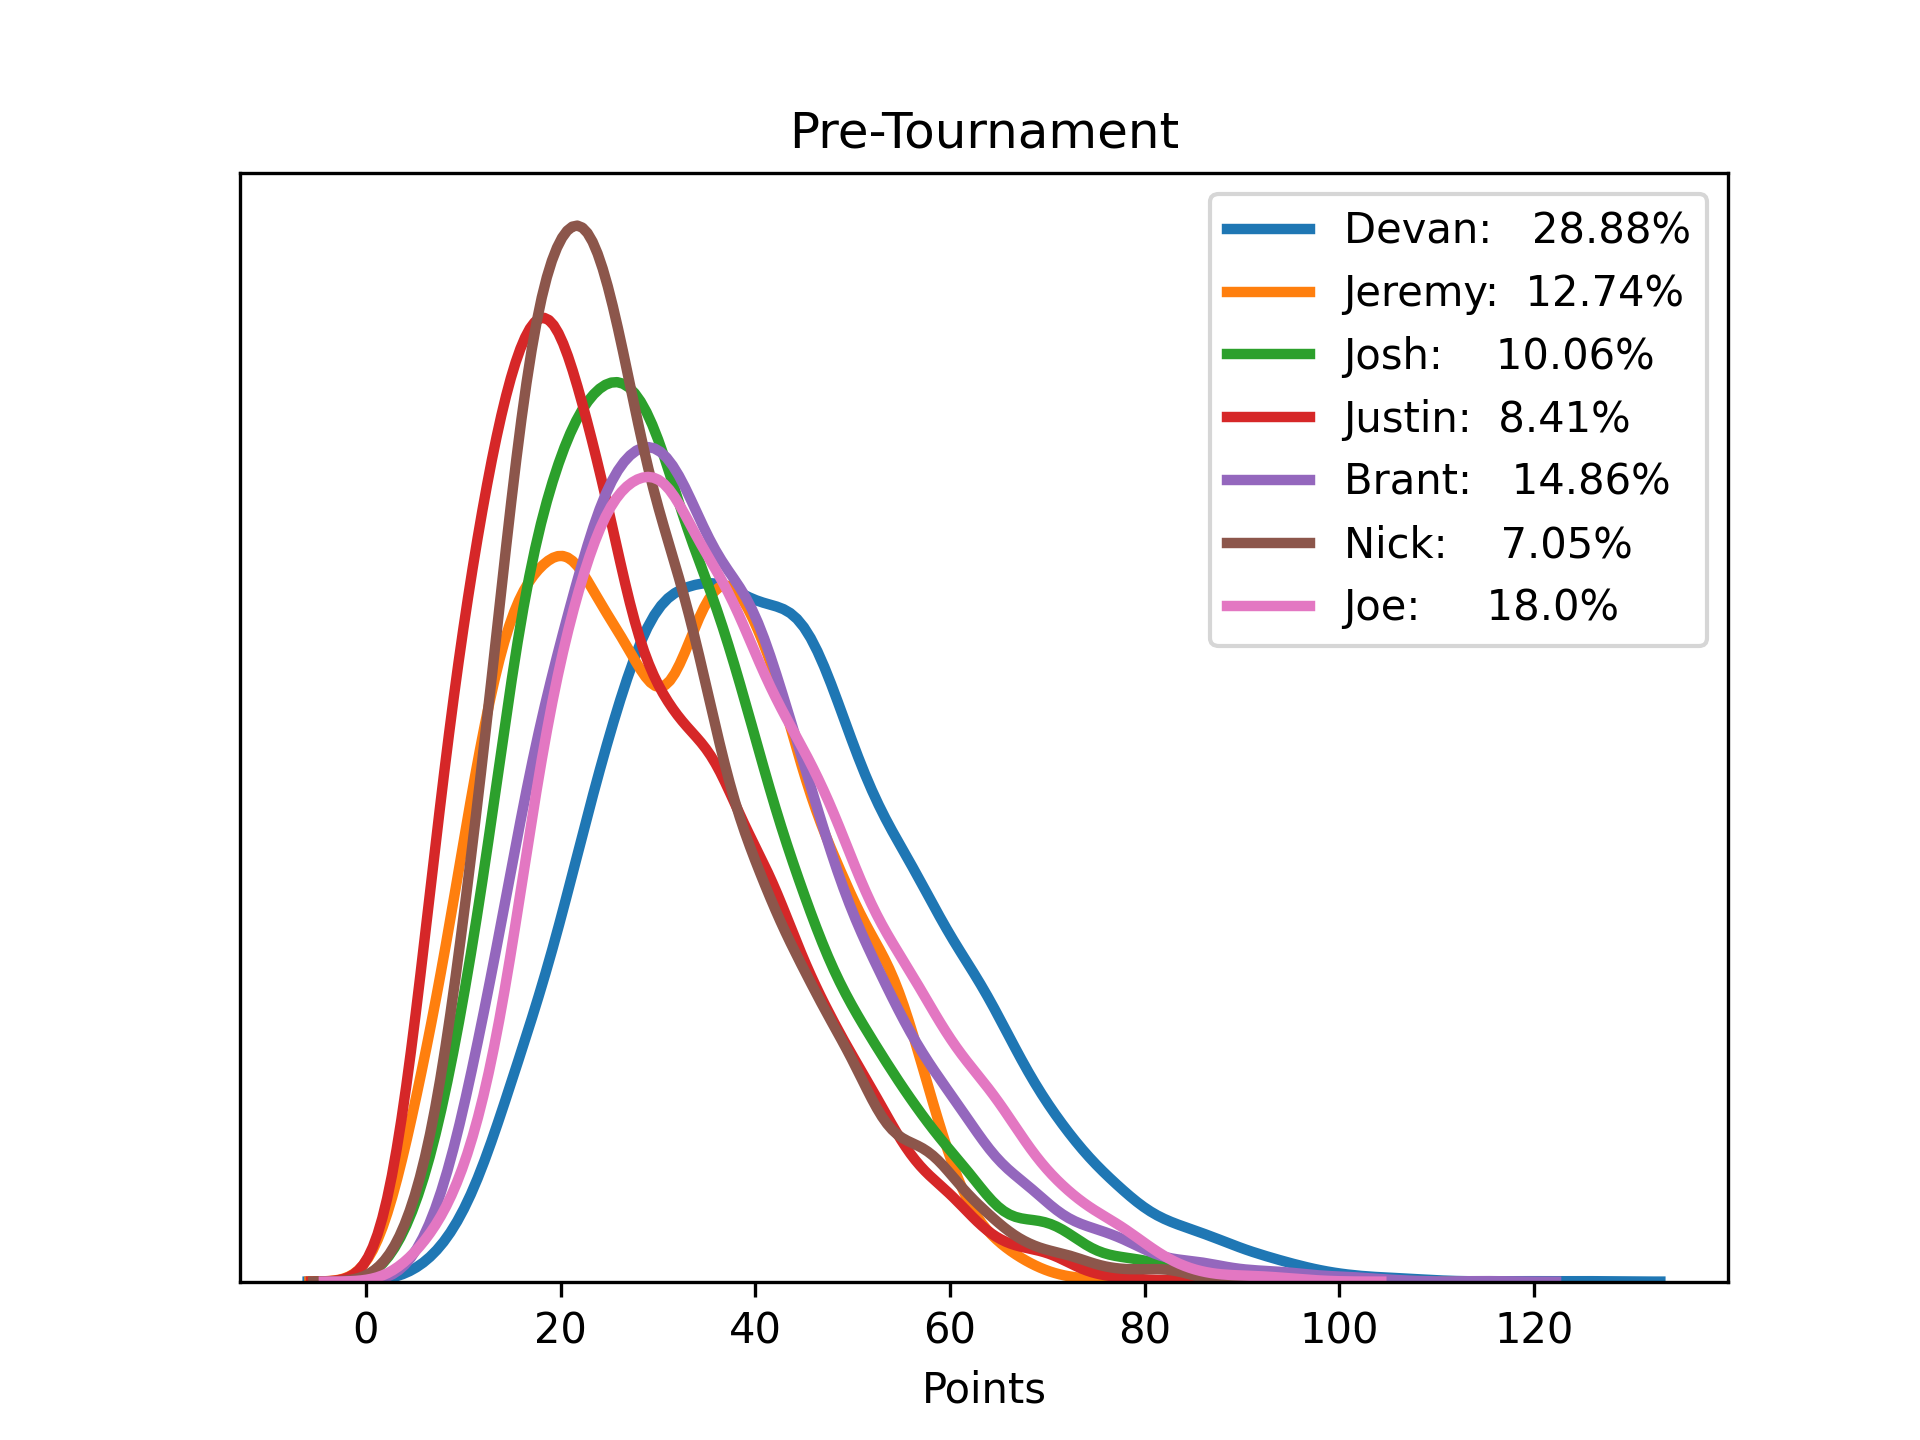 Pre-Tournament
Devan: 28.88%
Jeremy: 12.74%
Josh: 10.06%
Justin: 8.41%
Brant: 14.86%
Nick: 7.05%
Joe: 18.0%
0 20 40 60 80 100 120
Points